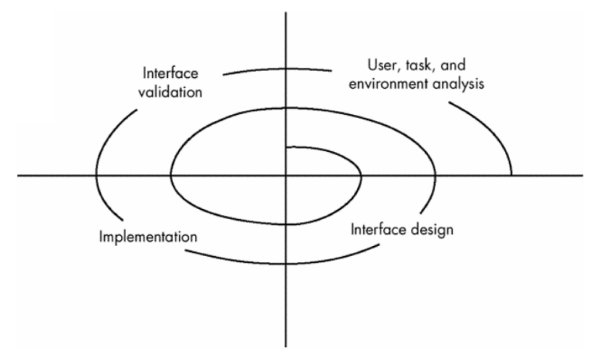 Interface
validation
User, task, and
environment analysis
Implementation
Interface design